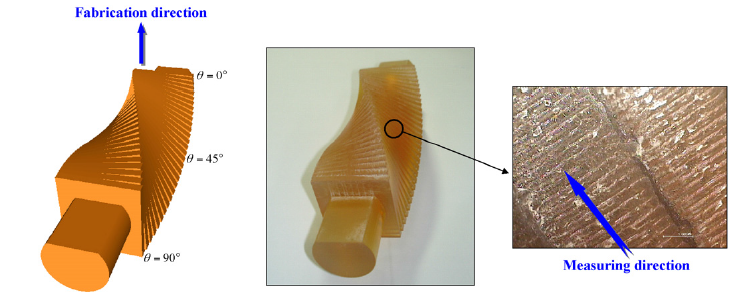 Fabrication direction
θ = 0°
θ = 45°
θ = 90°
Measuring direction